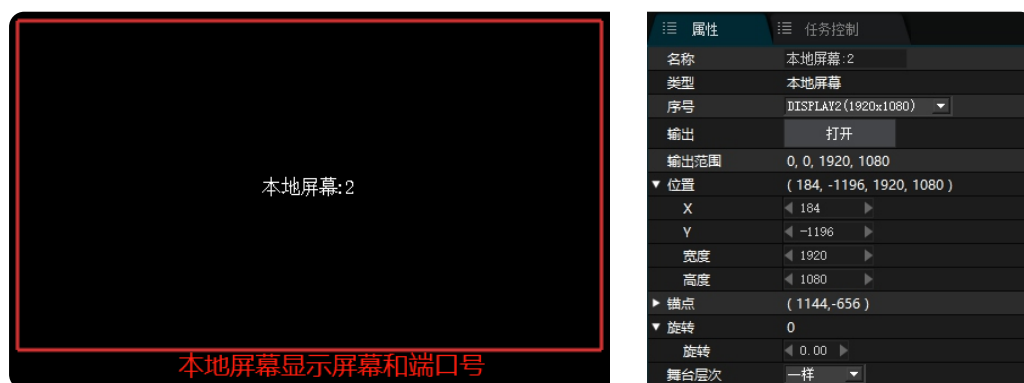 本地屏幕:2
本地屏幕显示屏幕和端口号
属性 任务控制
名称 本地屏幕:2
类型 本地屏幕
序号 DISPLAY2(1920x1080)
输出 打开
输出范围 0, 0, 1920, 1080
位置 ( 184, -1196, 1920, 1080 )
X 184
Y -1196
宽度 1920
高度 1080
锚点 ( 1144,-656 )
旋转 0
旋转 0.00
舞台层次 一样